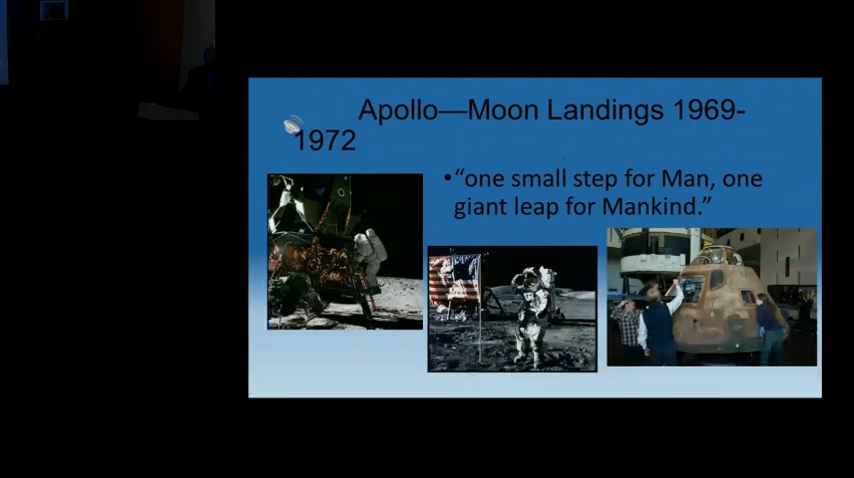 Apollo—Moon Landings 1969-
1972
•“one small step for Man, one
giant leap for Mankind.”